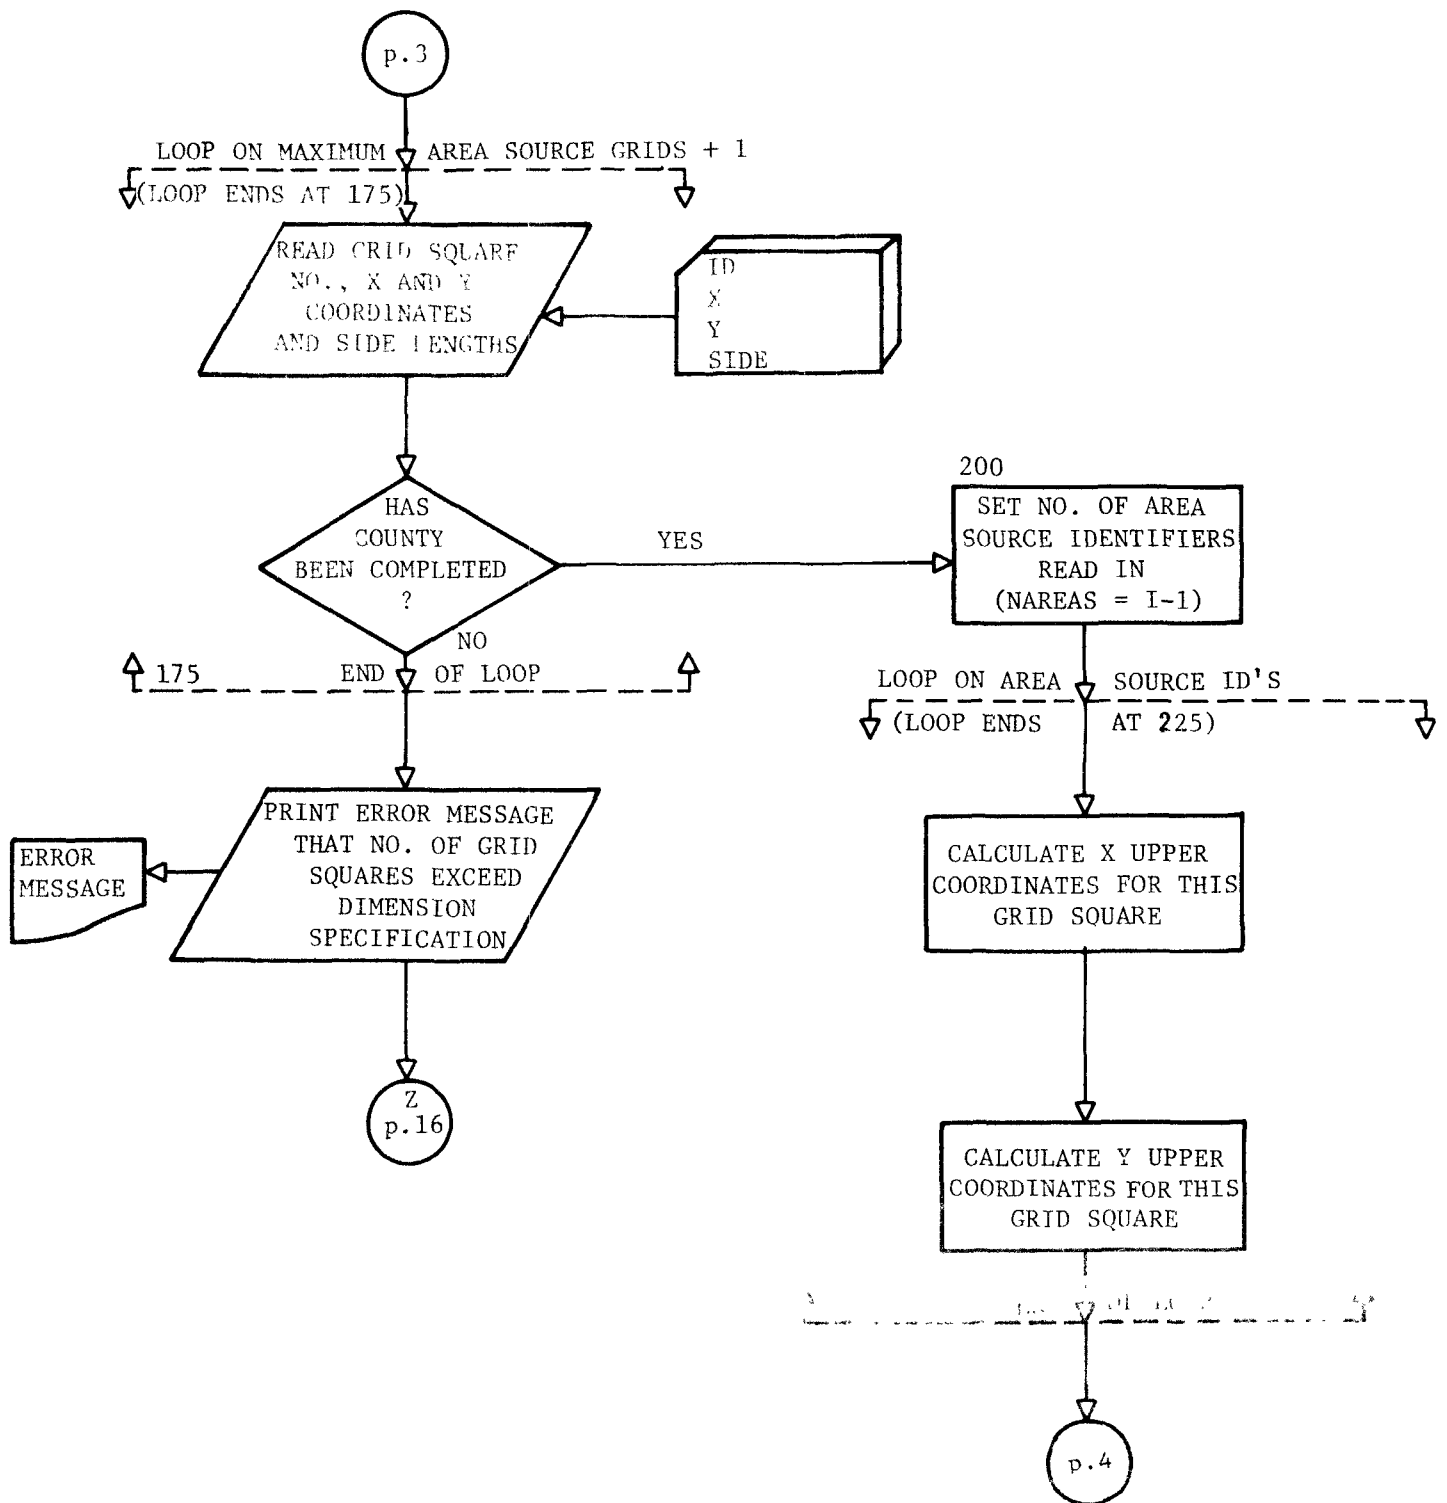 p.3
LOOP ON MAXIMUM AREA SOURCE GRIDS + 1
(LOOP ENDS AT 175)
READ GRID SQUARE
NO., X AND Y
COORDINATES
AND SIDE LENGTHS
ID
X
Y
SIDE
HAS
COUNTY
BEEN COMPLETED
?
YES
NO
175 END OF LOOP
PRINT ERROR MESSAGE
THAT NO. OF GRID
SQUARES EXCEED
DIMENSION
SPECIFICATION
ERROR
MESSAGE
Z
p.16
200
SET NO. OF AREA
SOURCE IDENTIFIERS
READ IN
(NAREAS = I-1)
LOOP ON AREA SOURCE ID'S
(LOOP ENDS AT 225)
CALCULATE X UPPER
COORDINATES FOR THIS
GRID SQUARE
CALCULATE Y UPPER
COORDINATES FOR THIS
GRID SQUARE
p.4